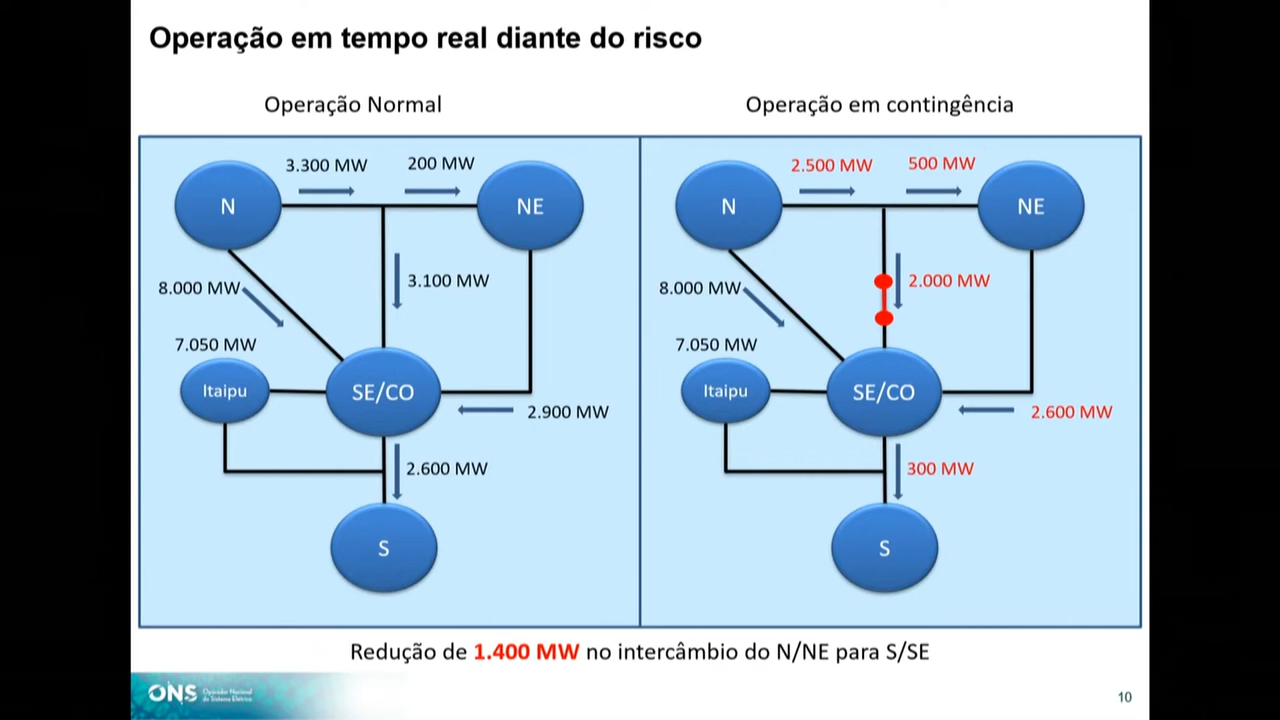 Operação em tempo real diante do risco
Operação Normal
3.300 MW
200 MW
N
NE
8.000 MW
3.100 MW
7.050 MW
Itaipu
SE/CO
2.900 MW
2.600 MW
S
Operação em contingência
2.500 MW
500 MW
N
NE
8.000 MW
2.000 MW
7.050 MW
Itaipu
SE/CO
2.600 MW
300 MW
S
Redução de 1.400 MW no intercâmbio do N/NE para S/SE
ONS
Operador Nacional
do Sistema Elétrico
10